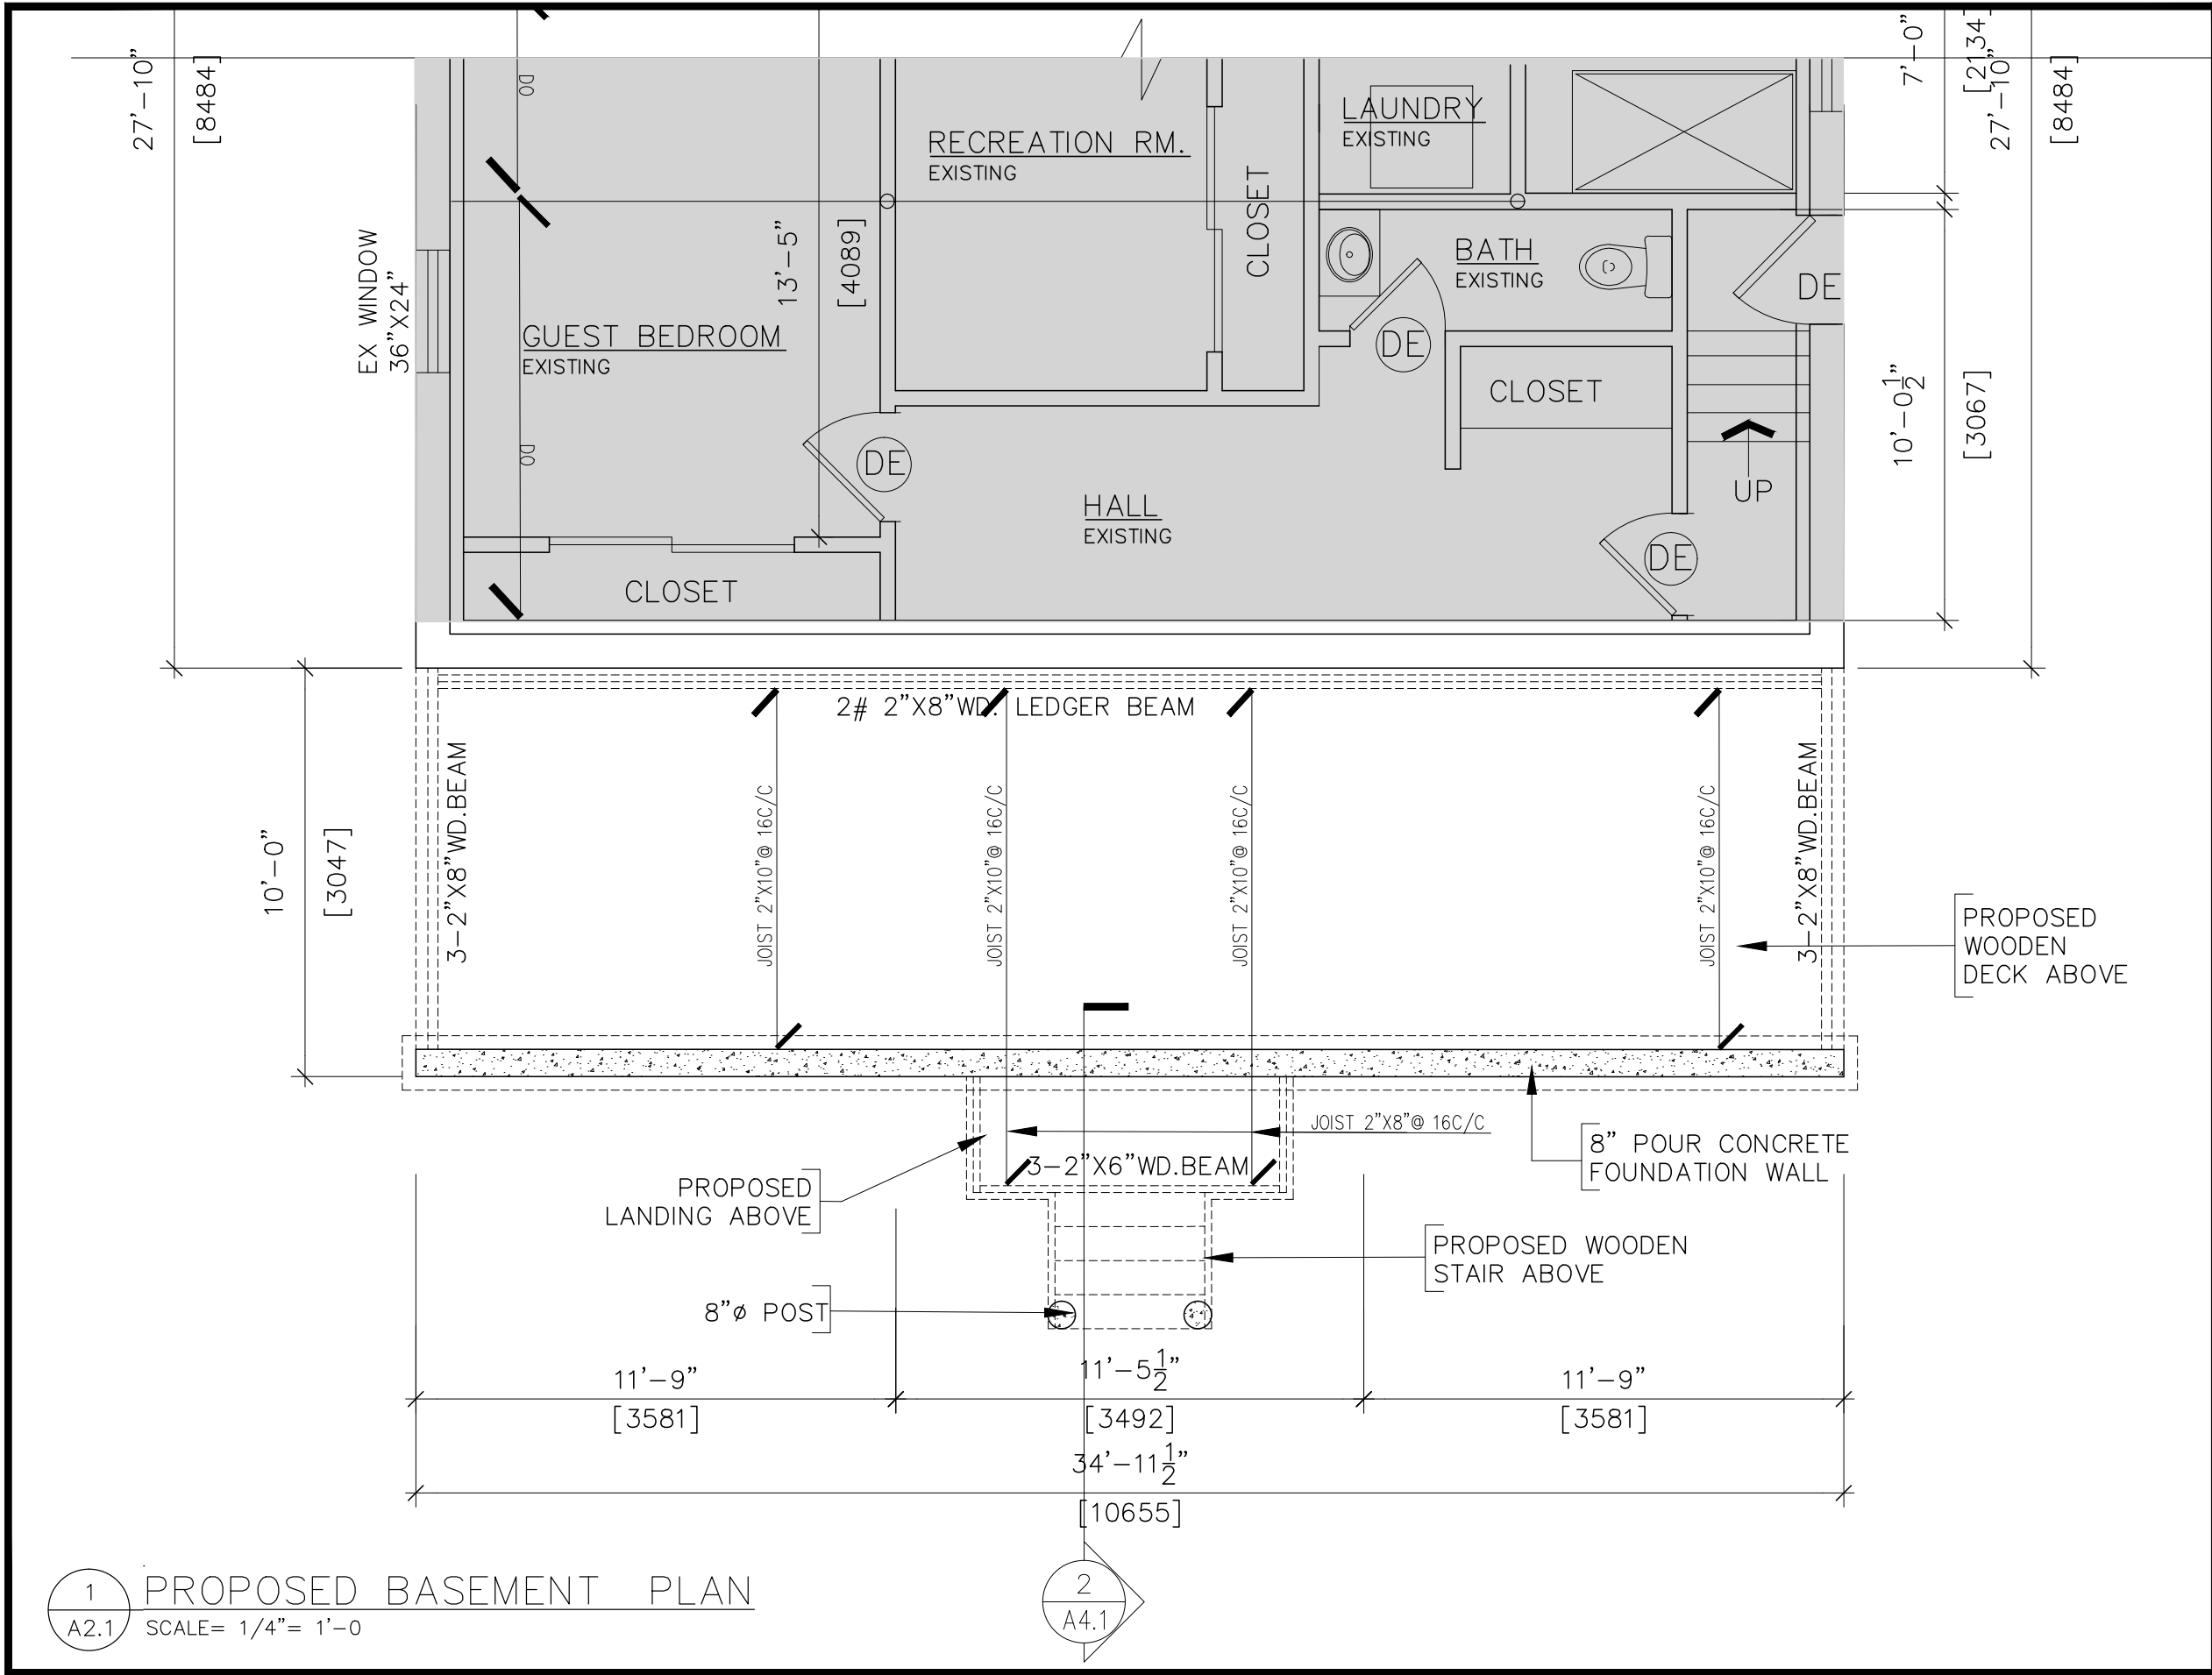 27'-10"
[8484]
DO
RECREATION RM.
EXISTING
LAUNDRY
EXISTING
7'-0"
[2134]
27'-10"
[8484]
EX WINDOW
36"X24"
13'-5"
[4089]
CLOSET
BATH
EXISTING
DE
GUEST BEDROOM
EXISTING
DE
CLOSET
10'-0 1/2"
[3067]
DO
DE
UP
HALL
EXISTING
DE
CLOSET
2# 2"X8"WD. LEDGER BEAM
3-2"X8"WD.BEAM
JOIST 2"X10"@ 16C/C
JOIST 2"X10"@ 16C/C
JOIST 2"X10"@ 16C/C
JOIST 2"X10"@ 16C/C
3-2"X8"WD.BEAM
10'-0"
[3047]
PROPOSED
WOODEN
DECK ABOVE
JOIST 2"X8"@ 16C/C
3-2"X6"WD.BEAM
8" POUR CONCRETE
FOUNDATION WALL
PROPOSED
LANDING ABOVE
PROPOSED WOODEN
STAIR ABOVE
8"ø POST
11'-9"
[3581]
11'-5 1/2"
[3492]
11'-9"
[3581]
34'-11 1/2"
[10655]
1
A2.1
PROPOSED BASEMENT PLAN
SCALE= 1/4"= 1'-0
2
A4.1